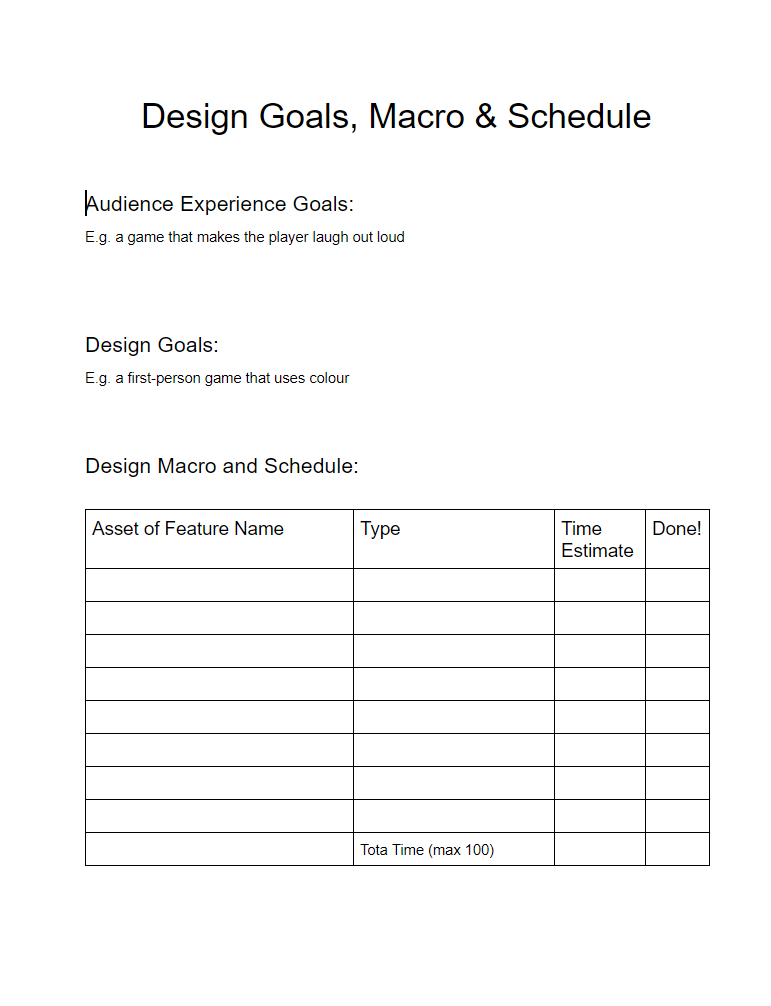 Design Goals, Macro & Schedule
Audience Experience Goals:
E.g. a game that makes the player laugh out loud
Design Goals:
E.g. a first-person game that uses colour
Design Macro and Schedule:
Asset of Feature Name Type Time Estimate Done!
Tota Time (max 100)